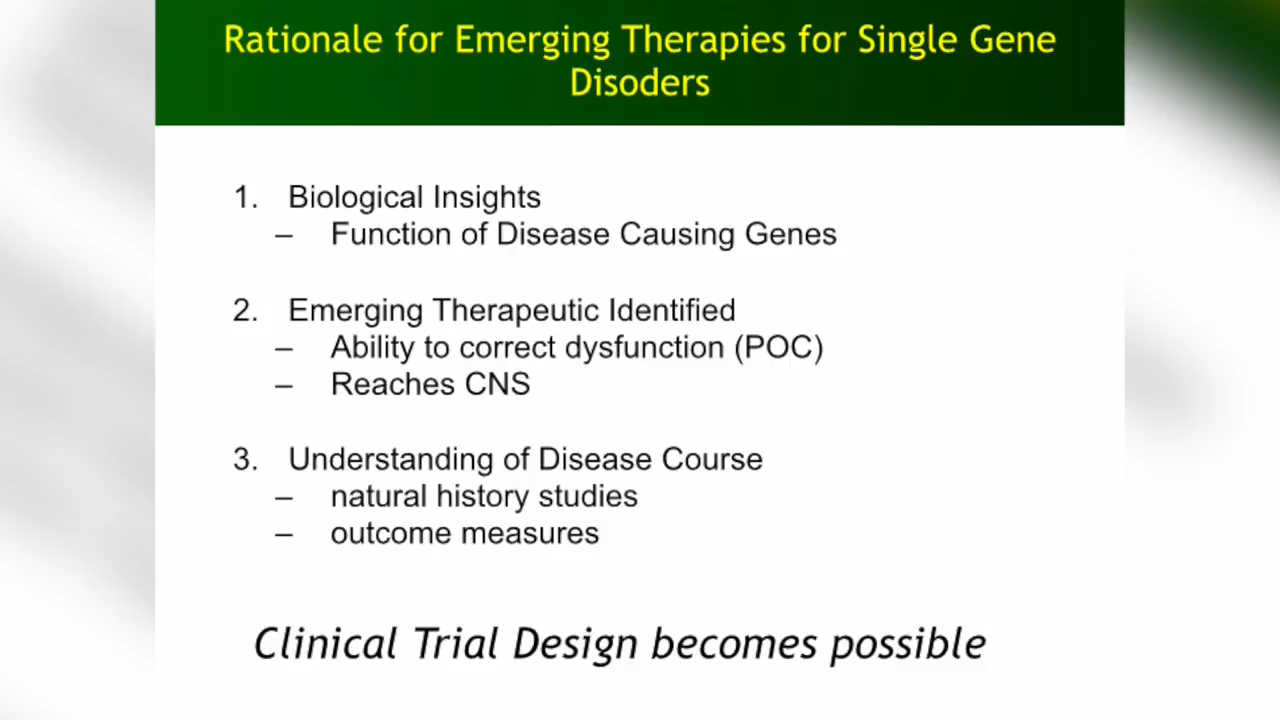 Rationale for Emerging Therapies for Single Gene
Disoders
1. Biological Insights
– Function of Disease Causing Genes
2. Emerging Therapeutic Identified
– Ability to correct dysfunction (POC)
– Reaches CNS
3. Understanding of Disease Course
– natural history studies
– outcome measures
Clinical Trial Design becomes possible